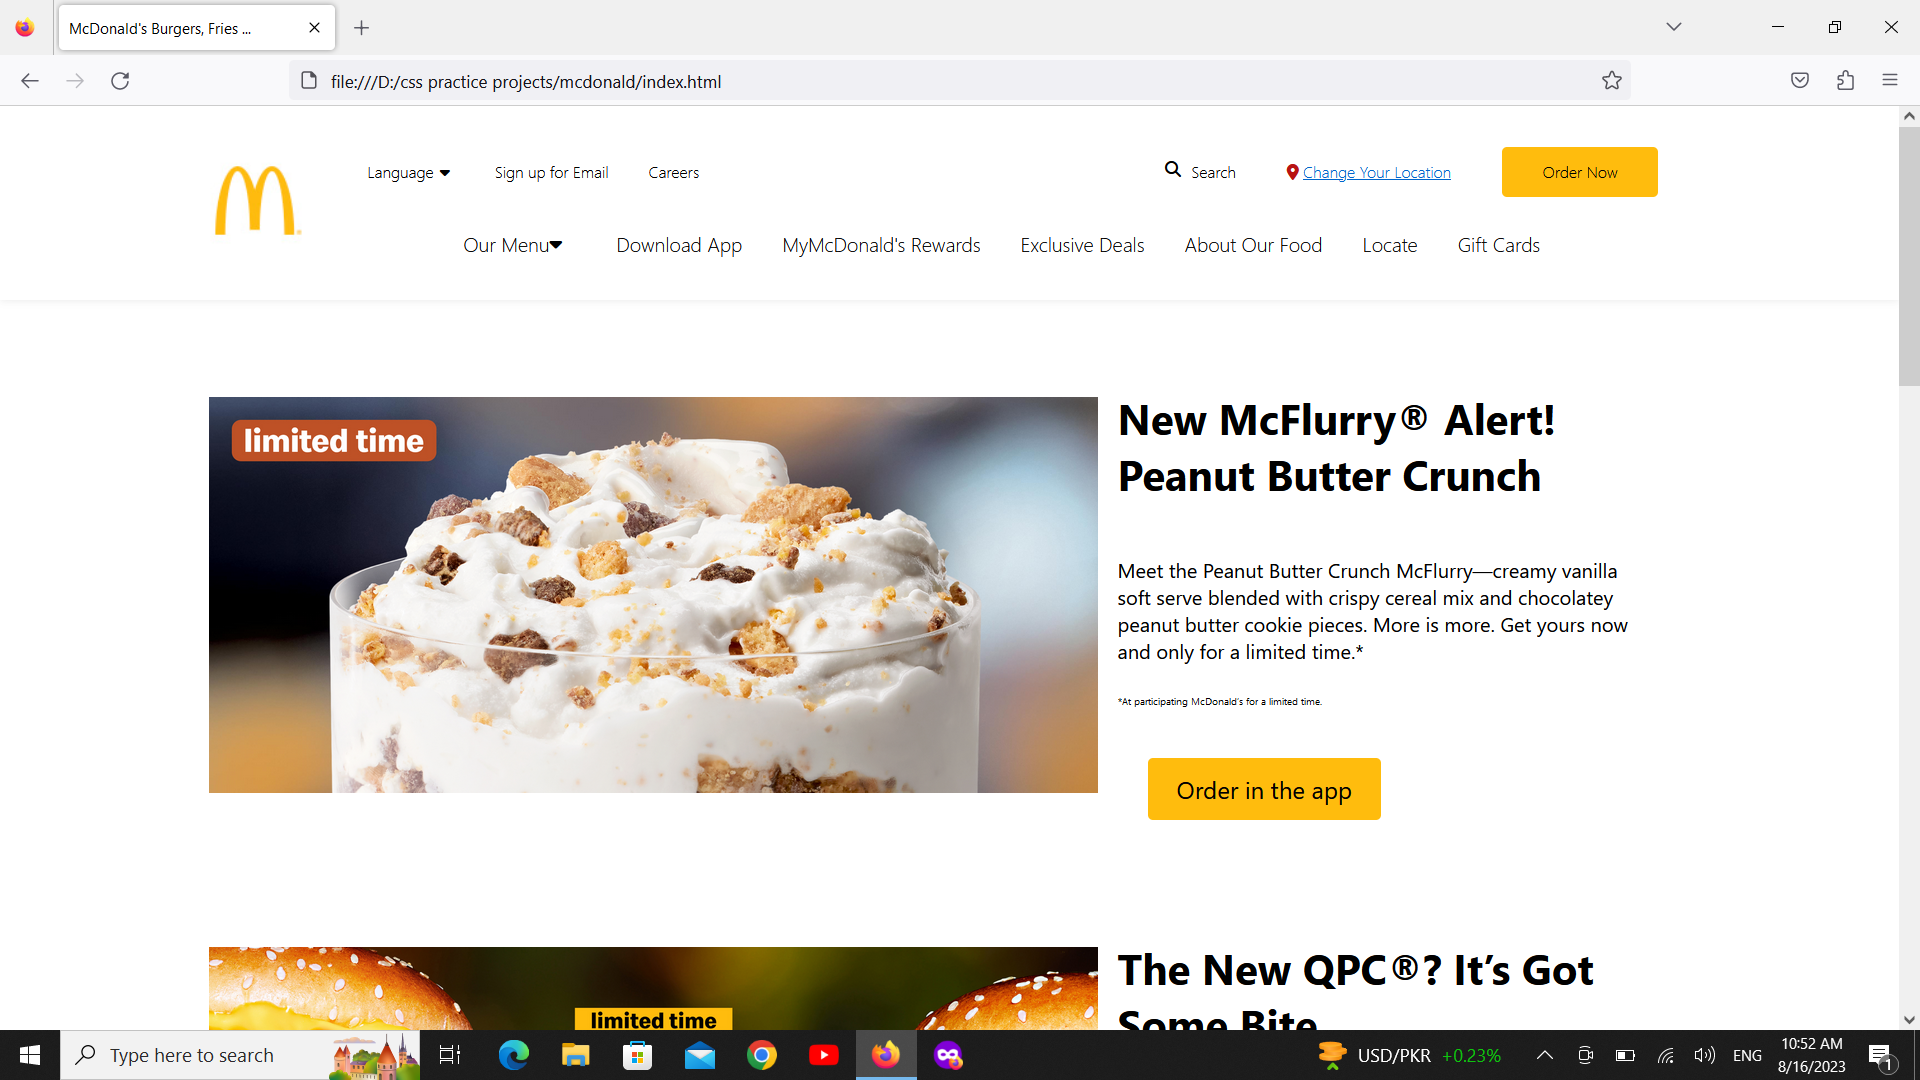 McDonald's Burgers, Fries ...
file:///D:/css practice projects/mcdonald/index.html
Language
Sign up for Email
Careers
Search
Change Your Location
Order Now
Our Menu
Download App
MyMcDonald's Rewards
Exclusive Deals
About Our Food
Locate
Gift Cards
limited time
New McFlurry® Alert!
Peanut Butter Crunch
Meet the Peanut Butter Crunch McFlurry—creamy vanilla
soft serve blended with crispy cereal mix and chocolatey
peanut butter cookie pieces. More is more. Get yours now
and only for a limited time.*
*At participating McDonald's for a limited time.
Order in the app
limited time
The New QPC®? It’s Got
Some Bite
Type here to search
USD/PKR +0.23%
ENG
10:52 AM
8/16/2023
1